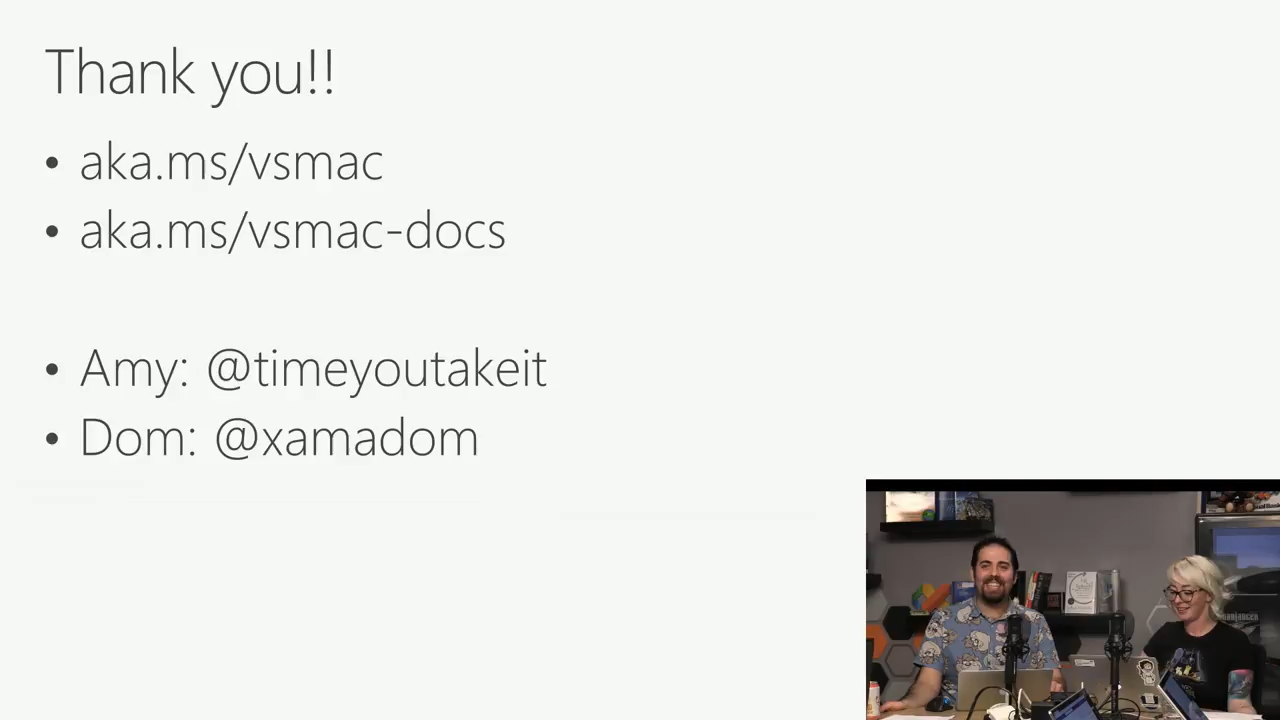 Thank you!!
• aka.ms/vsmac
• aka.ms/vsmac-docs
• Amy: @timeyoutakeit
• Dom: @xamadom